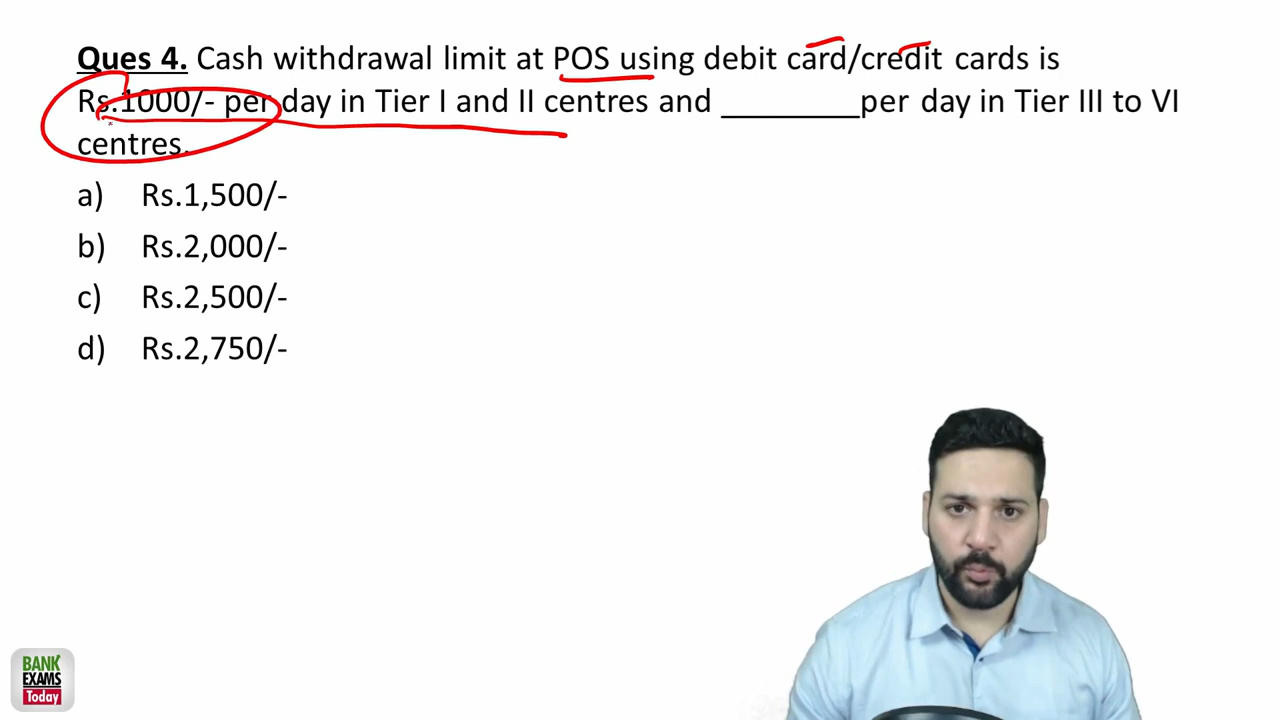 Ques 4. Cash withdrawal limit at POS using debit card/credit cards is
Rs.1000/- per day in Tier I and II centres and ________per day in Tier III to VI
centres.
a) Rs.1,500/-
b) Rs.2,000/-
c) Rs.2,500/-
d) Rs.2,750/-
BANK
EXAMS
Today